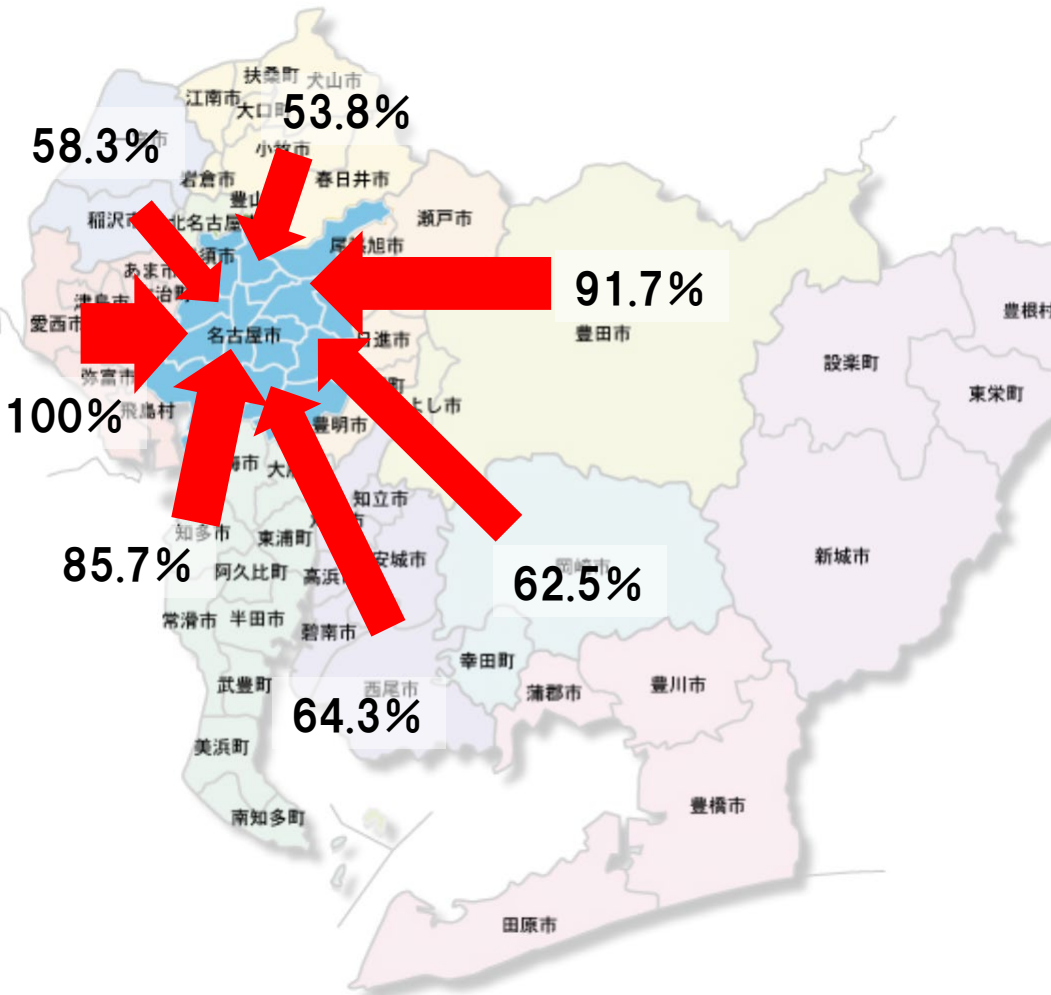 扶桑町
犬山市
江南市
大口町
53.8%
58.3%
小牧市
岩倉市
春日井市
豊山
稲沢市
北名古屋
瀬戸市
尾張旭市
須市
あま市
治町
津島市
91.7%
愛西市
名古屋市
日進市
豊田市
豊根村
設楽町
弥富市
東栄町
100%
飛島村
よし市
豊明市
知立市
知多市
東浦町
85.7%
阿久比町
高浜
安城市
岡崎市
62.5%
新城市
常滑市
半田市
碧南市
幸田町
武豊町
西尾市
蒲郡市
豊川市
64.3%
美浜町
南知多町
豊橋市
田原市